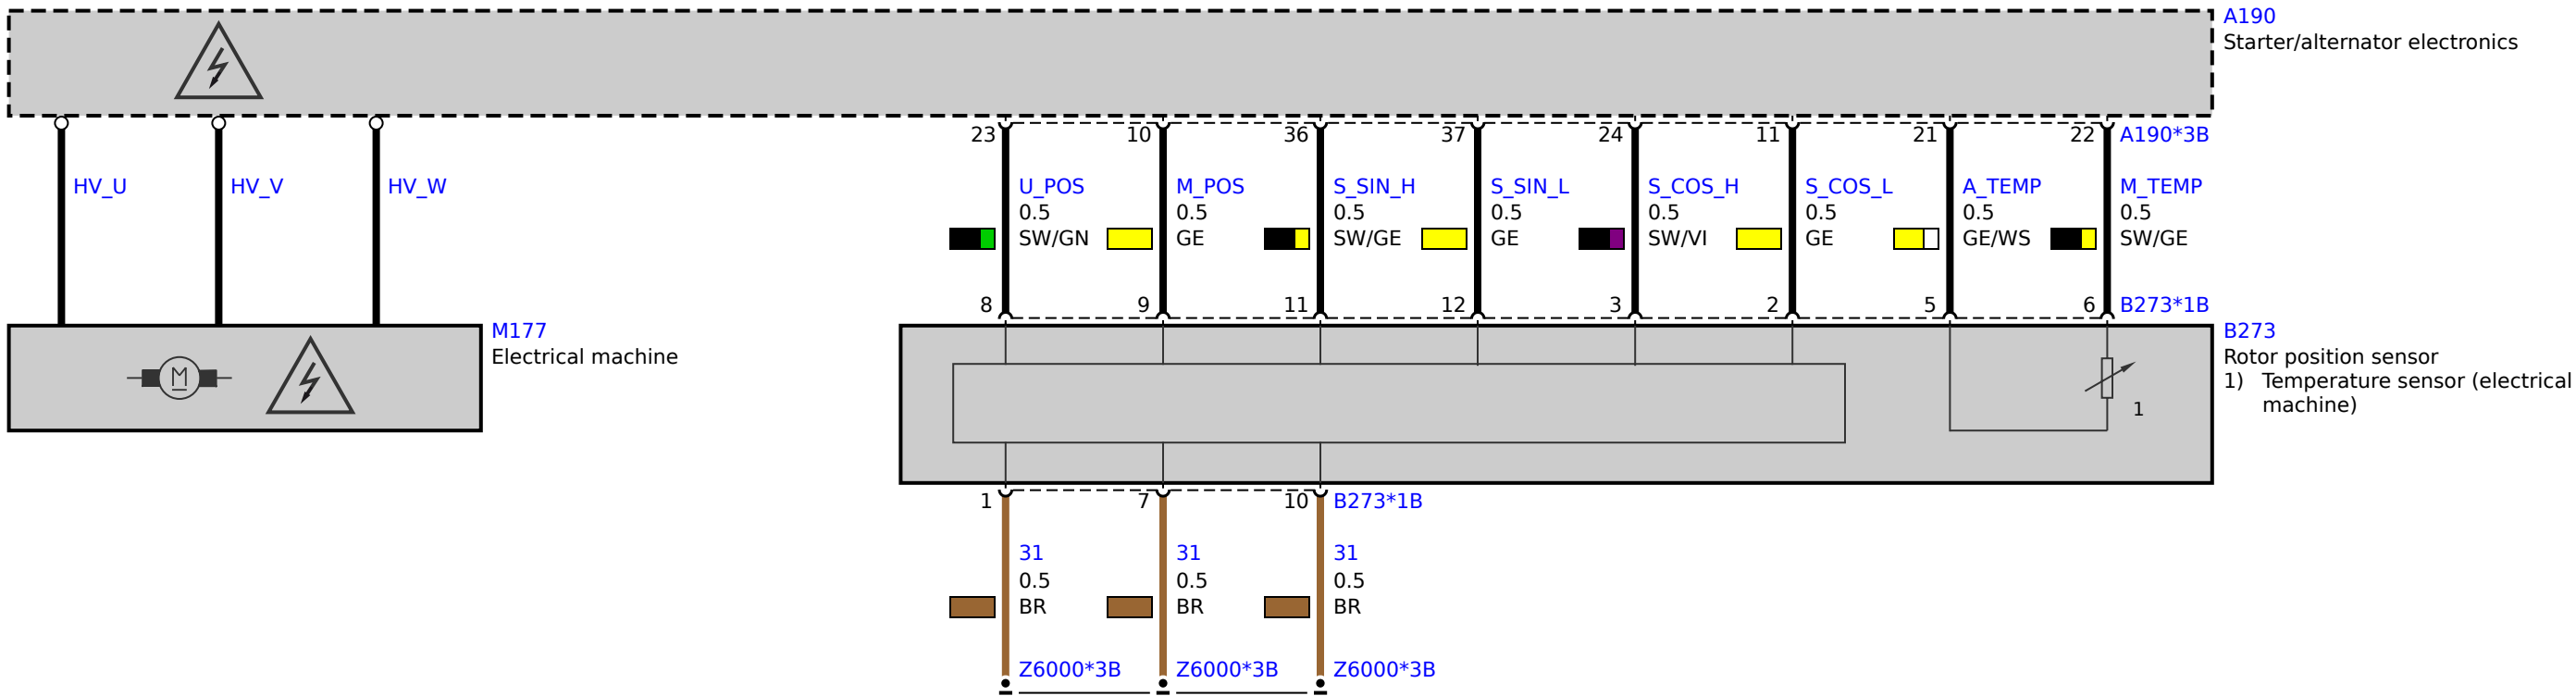 A190
Starter/alternator electronics
23 10 36 37 24 11 21 22 A190*3B
HV_U HV_V HV_W U_POS M_POS S_SIN_H S_SIN_L S_COS_H S_COS_L A_TEMP M_TEMP
0.5 0.5 0.5 0.5 0.5 0.5 0.5 0.5
SW/GN GE SW/GE GE SW/VI GE GE/WS SW/GE
8 9 11 12 3 2 5 6 B273*1B
M177
Electrical machine
M
B273
Rotor position sensor
1) Temperature sensor (electrical
machine)
1
1 7 10 B273*1B
31 31 31
0.5 0.5 0.5
BR BR BR
Z6000*3B Z6000*3B Z6000*3B